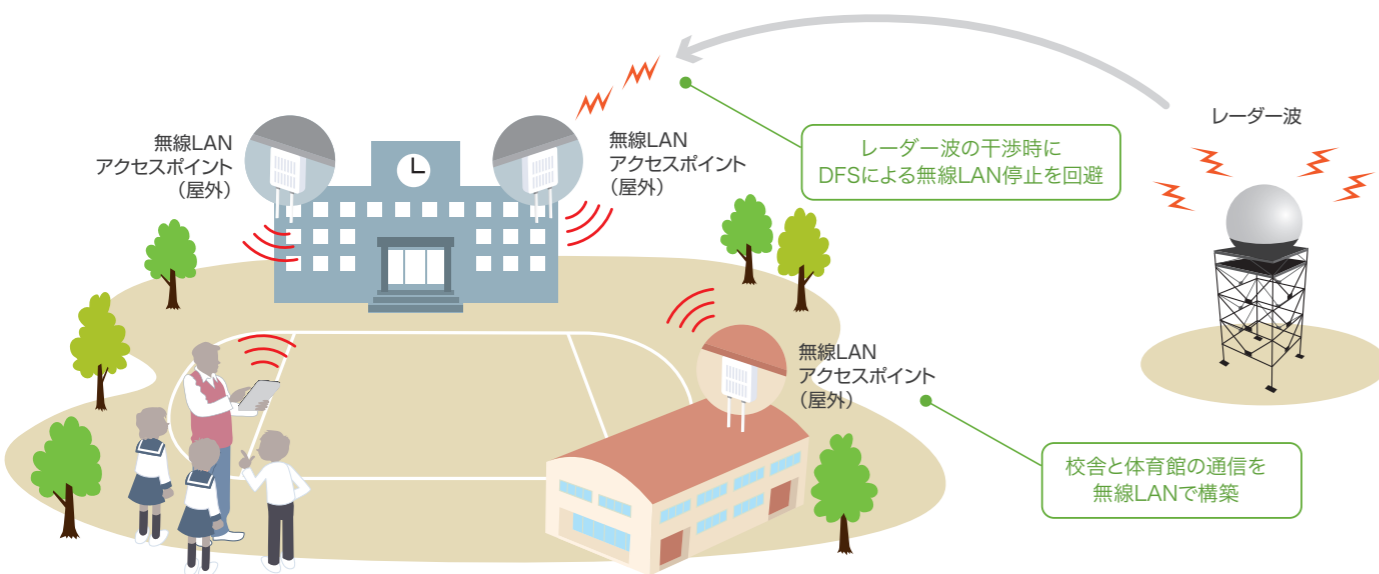 無線LAN
アクセスポイント
（屋外）
無線LAN
アクセスポイント
（屋外）
レーダー波の干渉時に
DFSによる無線LAN停止を回避
レーダー波
無線LAN
アクセスポイント
（屋外）
校舎と体育館の通信を
無線LANで構築